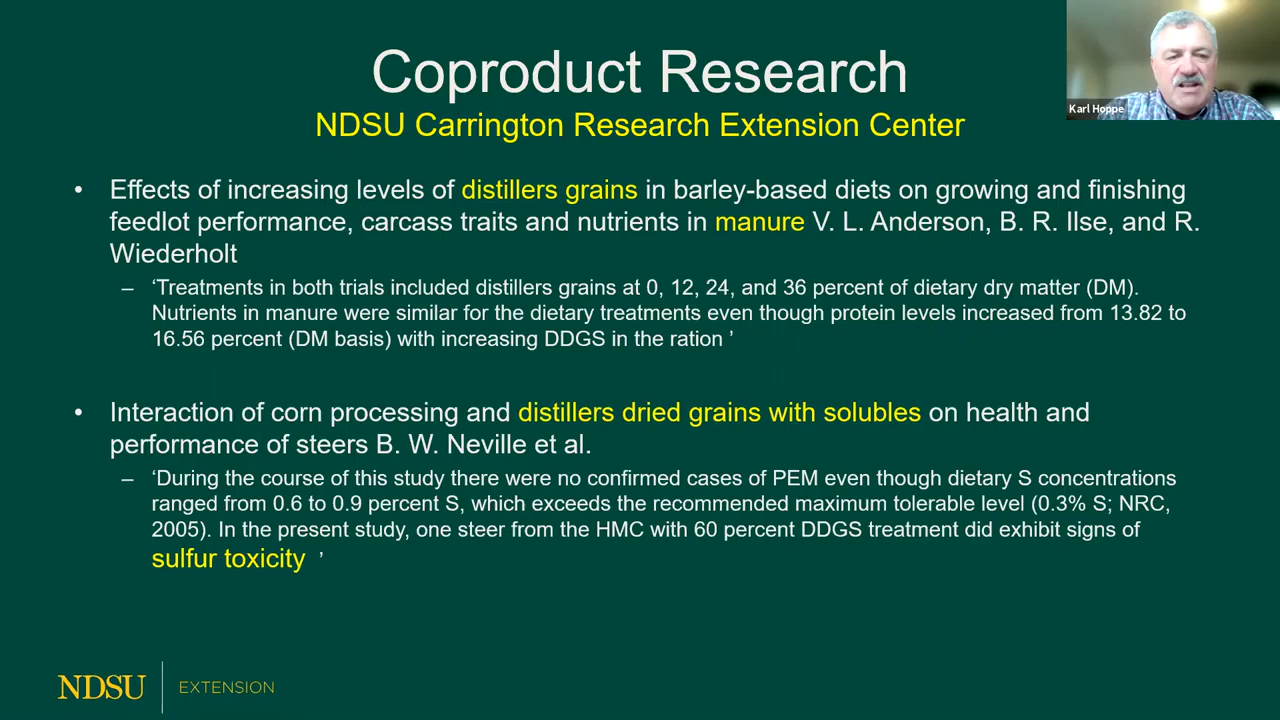 Coproduct Research
Karl Hoppe
NDSU Carrington Research Extension Center
• Effects of increasing levels of distillers grains in barley-based diets on growing and finishing
feedlot performance, carcass traits and nutrients in manure V. L. Anderson, B. R. Ilse, and R.
Wiederholt
– ‘Treatments in both trials included distillers grains at 0, 12, 24, and 36 percent of dietary dry matter (DM).
Nutrients in manure were similar for the dietary treatments even though protein levels increased from 13.82 to
16.56 percent (DM basis) with increasing DDGS in the ration ’
• Interaction of corn processing and distillers dried grains with solubles on health and
performance of steers B. W. Neville et al.
– ‘During the course of this study there were no confirmed cases of PEM even though dietary S concentrations
ranged from 0.6 to 0.9 percent S, which exceeds the recommended maximum tolerable level (0.3% S; NRC,
2005). In the present study, one steer from the HMC with 60 percent DDGS treatment did exhibit signs of
sulfur toxicity ’
NDSU EXTENSION